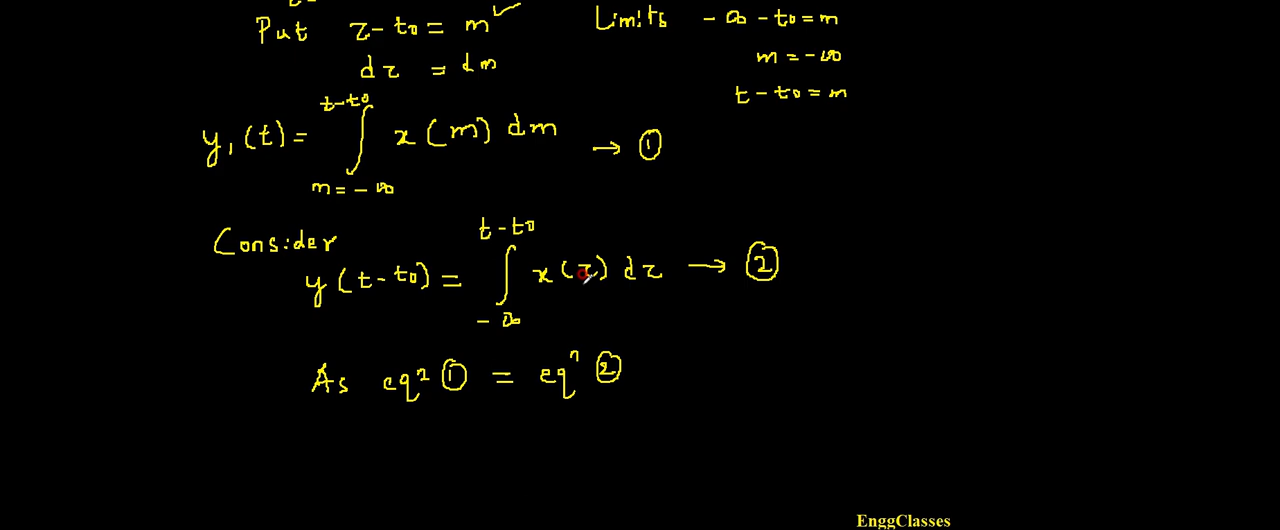 Put τ - t0 = m ✓ Limits - ∞ - t0 = m
dτ = dm m = - ∞
t - t0 = m
t - t0
y1(t) = ∫ x(m) dm → ①
m = - ∞
Consider
t - t0
y(t - t0) = ∫ x(τ) dτ → ②
- ∞
As eqn ① = eqn ②
EnggClasses